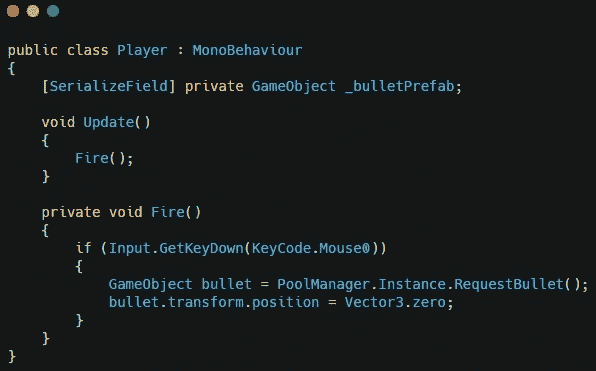 public class Player : MonoBehaviour
{
    [SerializeField] private GameObject _bulletPrefab;

    void Update()
    {
        Fire();
    }

    private void Fire()
    {
        if (Input.GetKeyDown(KeyCode.Mouse0))
        {
            GameObject bullet = PoolManager.Instance.RequestBullet();
            bullet.transform.position = Vector3.zero;
        }
    }
}